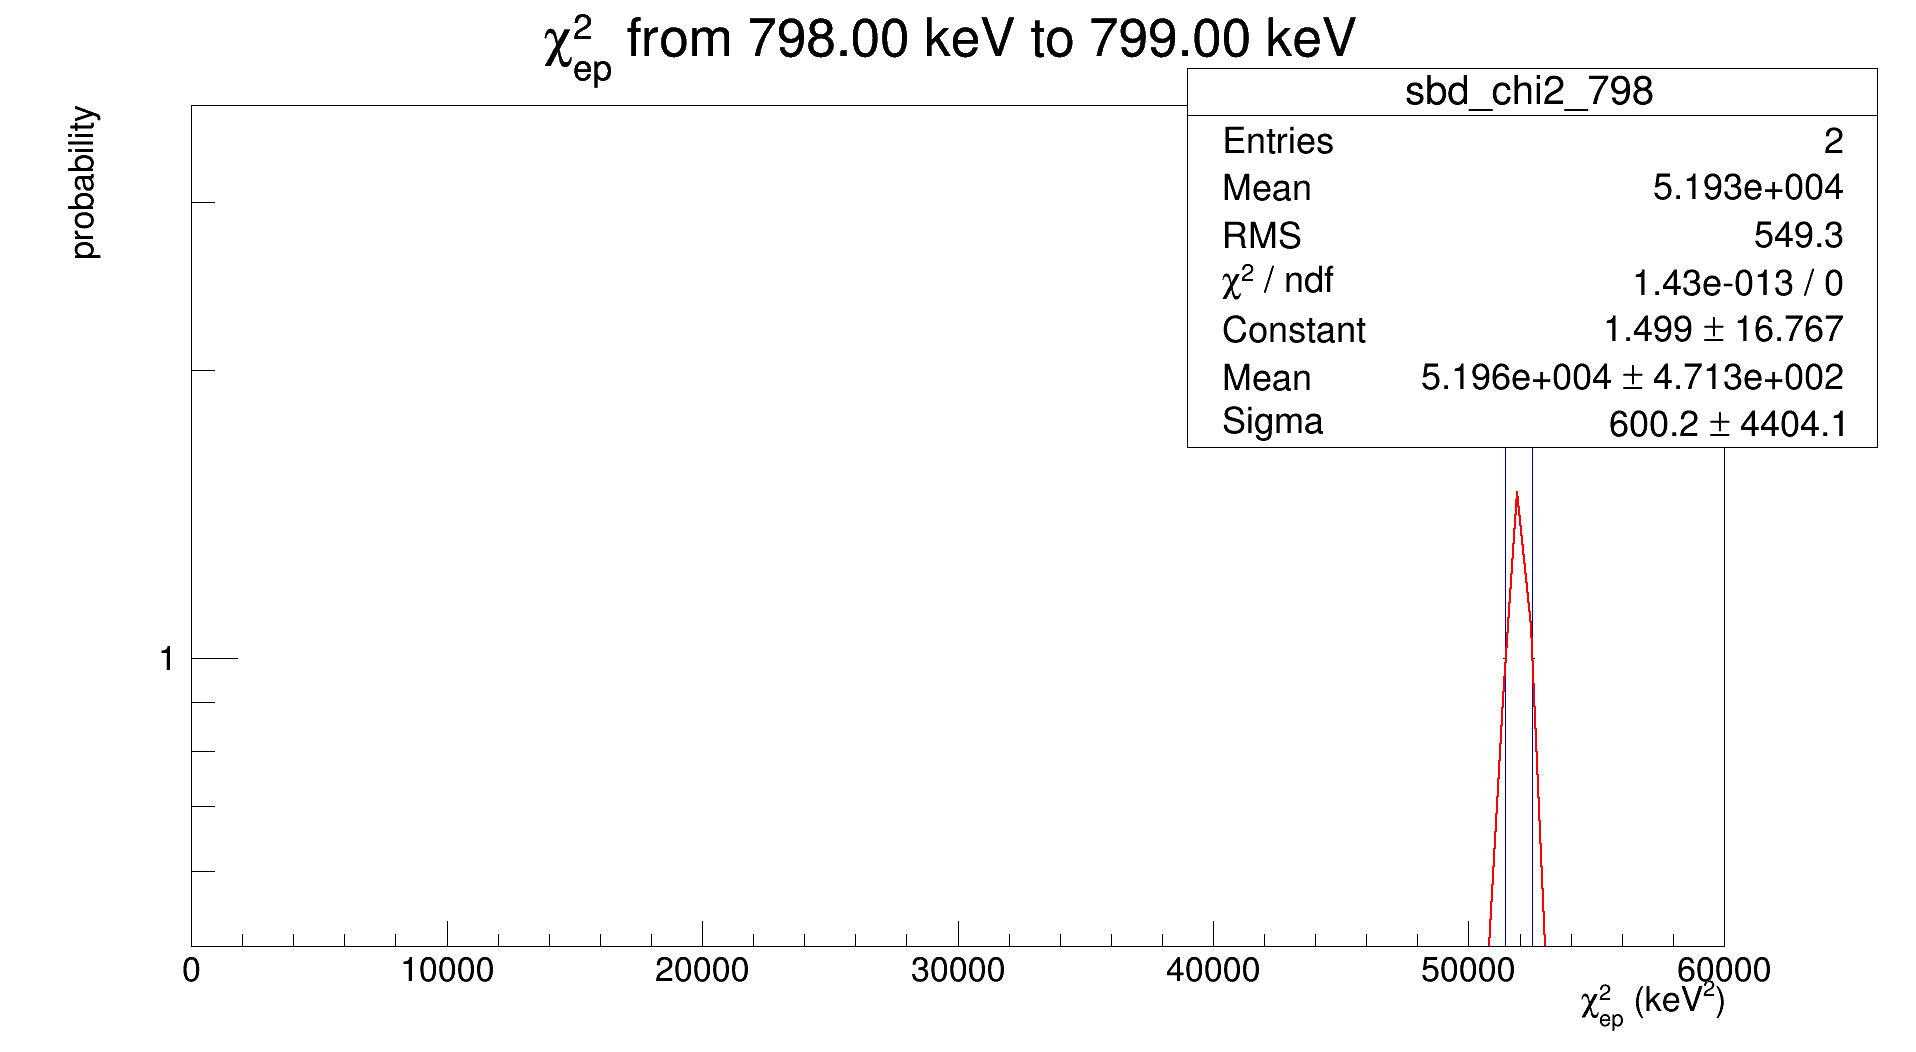 χ²ep from 798.00 keV to 799.00 keV
probability
sbd_chi2_798
Entries 2
Mean 5.193e+004
RMS 549.3
χ² / ndf 1.43e-013 / 0
Constant 1.499 ± 16.767
Mean 5.196e+004 ± 4.713e+002
Sigma 600.2 ± 4404.1
1
0 10000 20000 30000 40000 50000 60000
χ²ep (keV²)